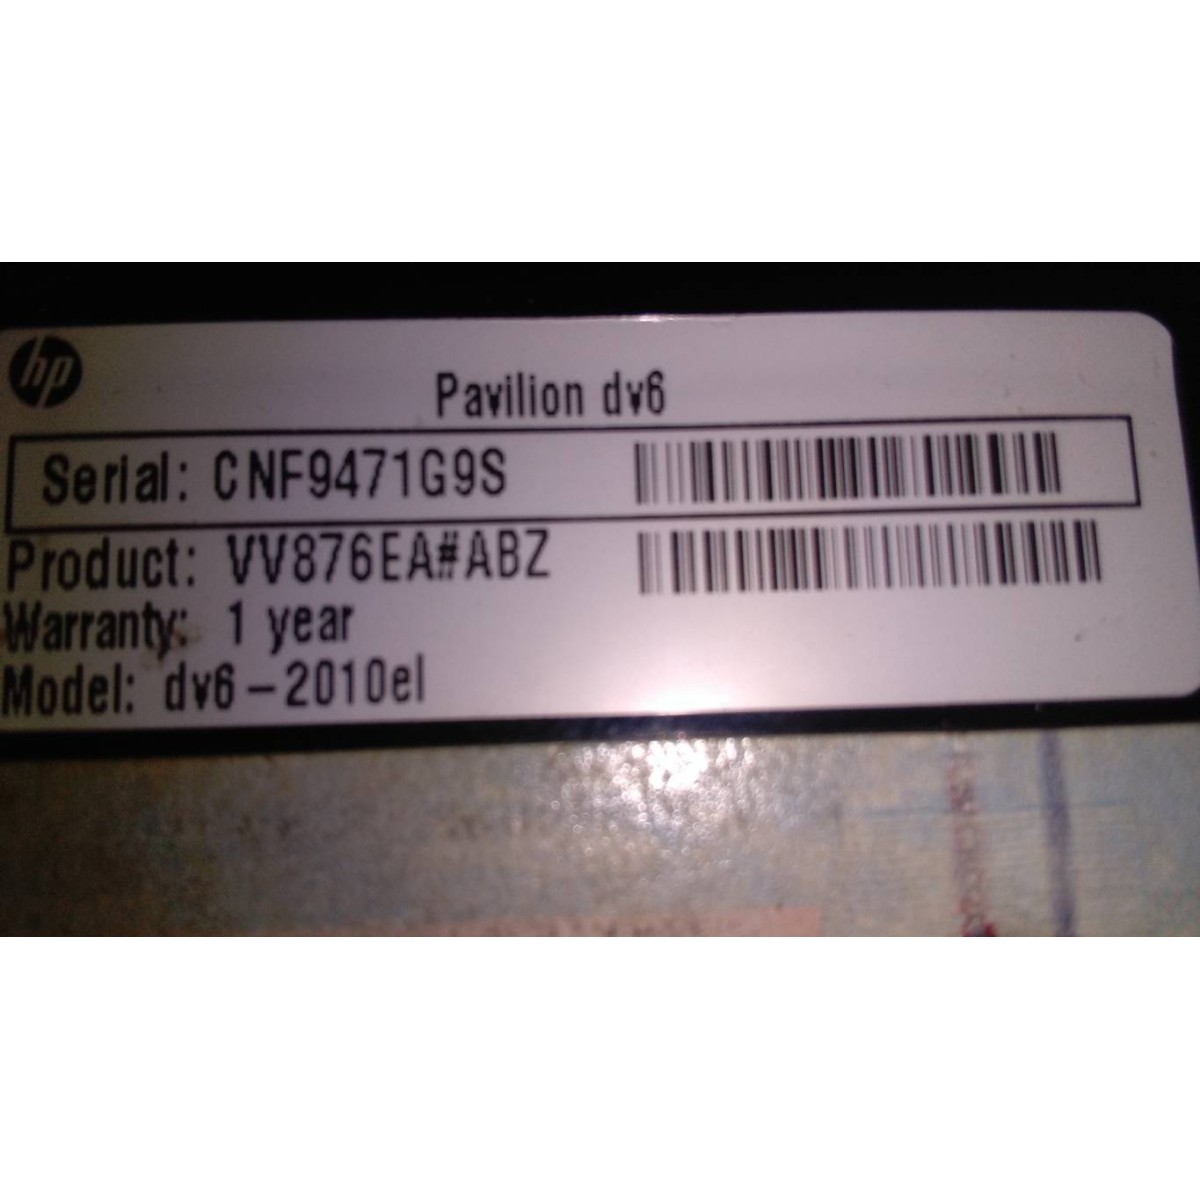 hp
Pavilion dv6
Serial: CNF9471G9S
Product: VV876EA#ABZ
Warranty: 1 year
Model: dv6-2010el